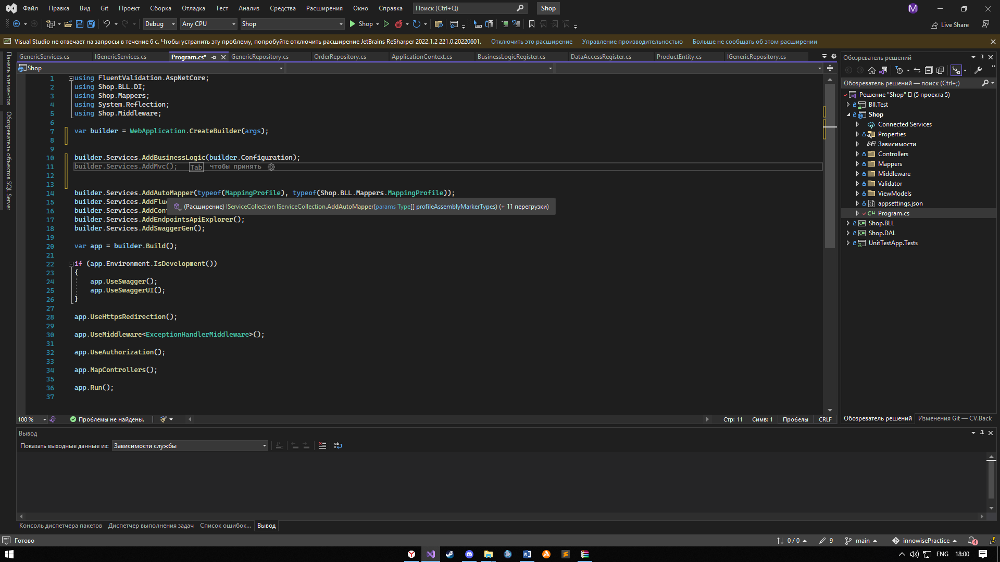 Файл Правка Вид Git Проект Сборка Отладка Тест Анализ Средства Расширения Окно Справка Поиск (Ctrl+Q) Shop M
Debug Any CPU Shop Shop Live Share
Visual Studio не отвечает на запросы в течение 6 с. Чтобы устранить эту проблему, попробуйте отключить расширение JetBrains ReSharper 2022.1.2 221.0.20220601. Отключить это расширение Управление производительностью Больше не сообщать об этом расширении
Панель элементов
Обозреватель объектов SQL Server
GenericServices.cs IGenericServices.cs Program.cs* GenericRepository.cs OrderRepository.cs ApplicationContext.cs BusinessLogicRegister.cs DataAccessRegister.cs ProductEntity.cs IGenericRepository.cs
Shop
1 using FluentValidation.AspNetCore;
2 using Shop.BLL.DI;
3 using Shop.Mappers;
4 using System.Reflection;
5 using Shop.Middleware;
6
7 var builder = WebApplication.CreateBuilder(args);
8
9
10 builder.Services.AddBusinessLogic(builder.Configuration);
11 builder.Services.AddMvc(); Tab чтобы принять
12
13
14 builder.Services.AddAutoMapper(typeof(MappingProfile), typeof(Shop.BLL.Mappers.MappingProfile));
15 builder.Services.AddFlu
(Расширение) IServiceCollection IServiceCollection.AddAutoMapper(params Type[] profileAssemblyMarkerTypes) (+ 11 перегрузки)
16 builder.Services.AddCon
17 builder.Services.AddEndpointsApiExplorer();
18 builder.Services.AddSwaggerGen();
19
20 var app = builder.Build();
21
22 if (app.Environment.IsDevelopment())
23 {
24 app.UseSwagger();
25 app.UseSwaggerUI();
26 }
27
28 app.UseHttpsRedirection();
29
30 app.UseMiddleware<ExceptionHandlerMiddleware>();
31
32 app.UseAuthorization();
33
34 app.MapControllers();
35
36 app.Run();
37
100 % Проблемы не найдены. Стр: 11 Симв: 1 Пробелы CRLF
Обозреватель решений
Обозреватель решений — поиск (Ctrl+;)
Решение "Shop" (5 проекта 5)
Bll.Test
Shop
Connected Services
Properties
Зависимости
Controllers
Mappers
Middleware
Validator
ViewModels
appsettings.json
C# Program.cs
C# Shop.BLL
C# Shop.DAL
UnitTestApp.Tests
Обозреватель решений Изменения Git — CV.Back
Вывод
Показать выходные данные из: Зависимости службы
Консоль диспетчера пакетов Диспетчер выполнения задач Список ошибок... Вывод
Готово 0 / 0 9 main innowisePractice 4
ENG 18:00